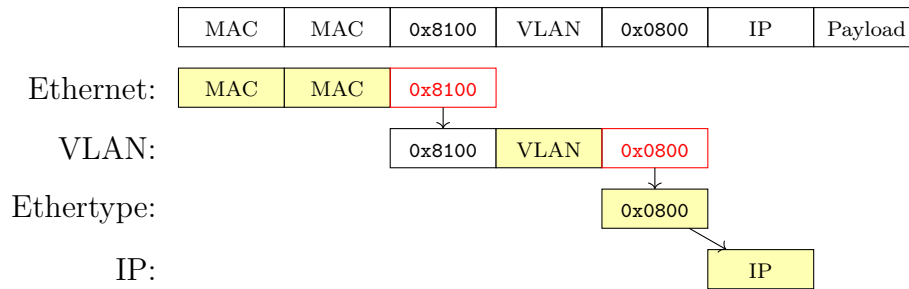 MAC MAC 0x8100 VLAN 0x0800 IP Payload
Ethernet: MAC MAC 0x8100
VLAN: 0x8100 VLAN 0x0800
Ethertype: 0x0800
IP: IP